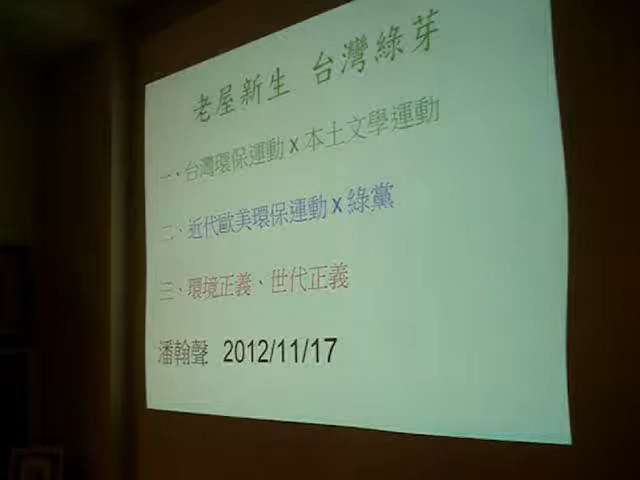 老屋新生 台灣綠芽
一、台灣環保運動 x 本土文學運動
二、近代歐美環保運動 x 綠黨
三、環境正義、世代正義
潘翰聲 2012/11/17